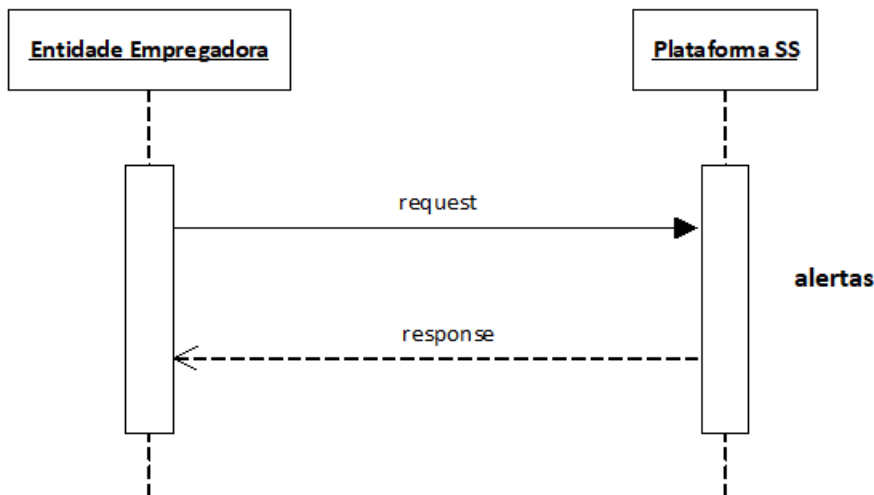 Entidade Empregadora
Plataforma SS
request
alertas
response